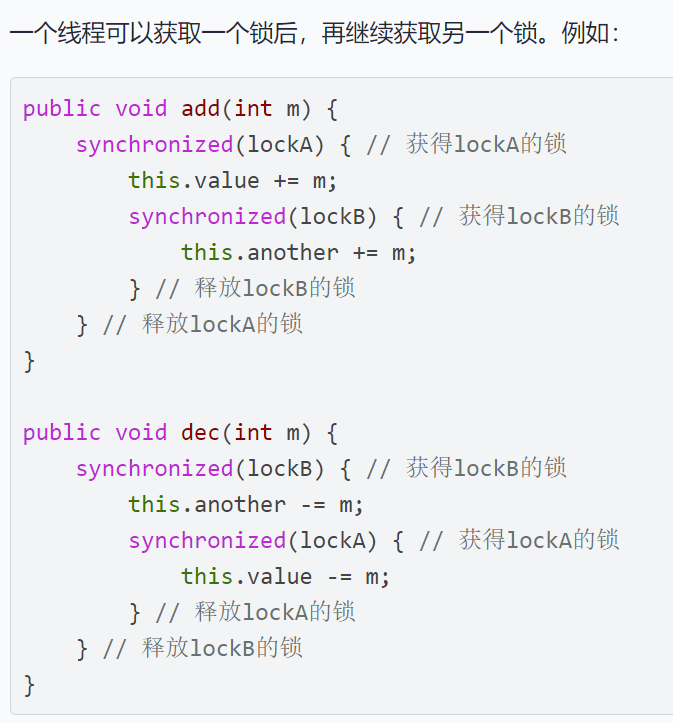 一个线程可以获取一个锁后，再继续获取另一个锁。例如：
public void add(int m) {
    synchronized(lockA) { // 获得lockA的锁
        this.value += m;
        synchronized(lockB) { // 获得lockB的锁
            this.another += m;
        } // 释放lockB的锁
    } // 释放lockA的锁
}

public void dec(int m) {
    synchronized(lockB) { // 获得lockB的锁
        this.another -= m;
        synchronized(lockA) { // 获得lockA的锁
            this.value -= m;
        } // 释放lockA的锁
    } // 释放lockB的锁
}